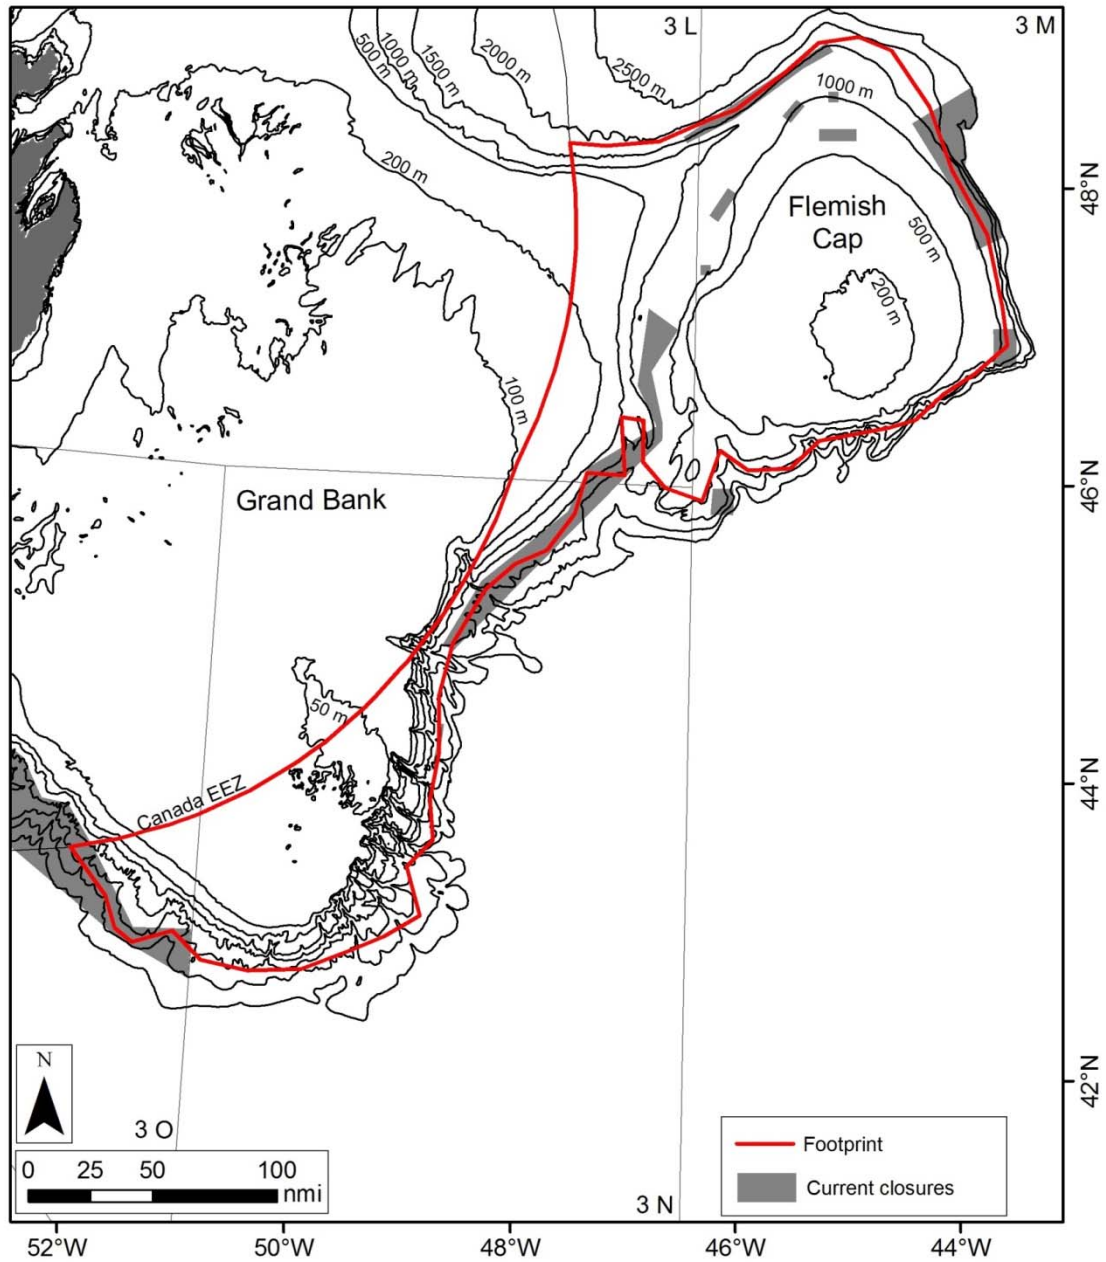 3 L
3 M
500 m
1000 m
1500 m
2000 m
2500 m
1000 m
200 m
Flemish
Cap
500 m
200 m
48°N
100 m
Grand Bank
46°N
50 m
Canada EEZ
44°N
N
42°N
3 O
0 25 50 100
nmi
3 N
Footprint
Current closures
52°W 50°W 48°W 46°W 44°W